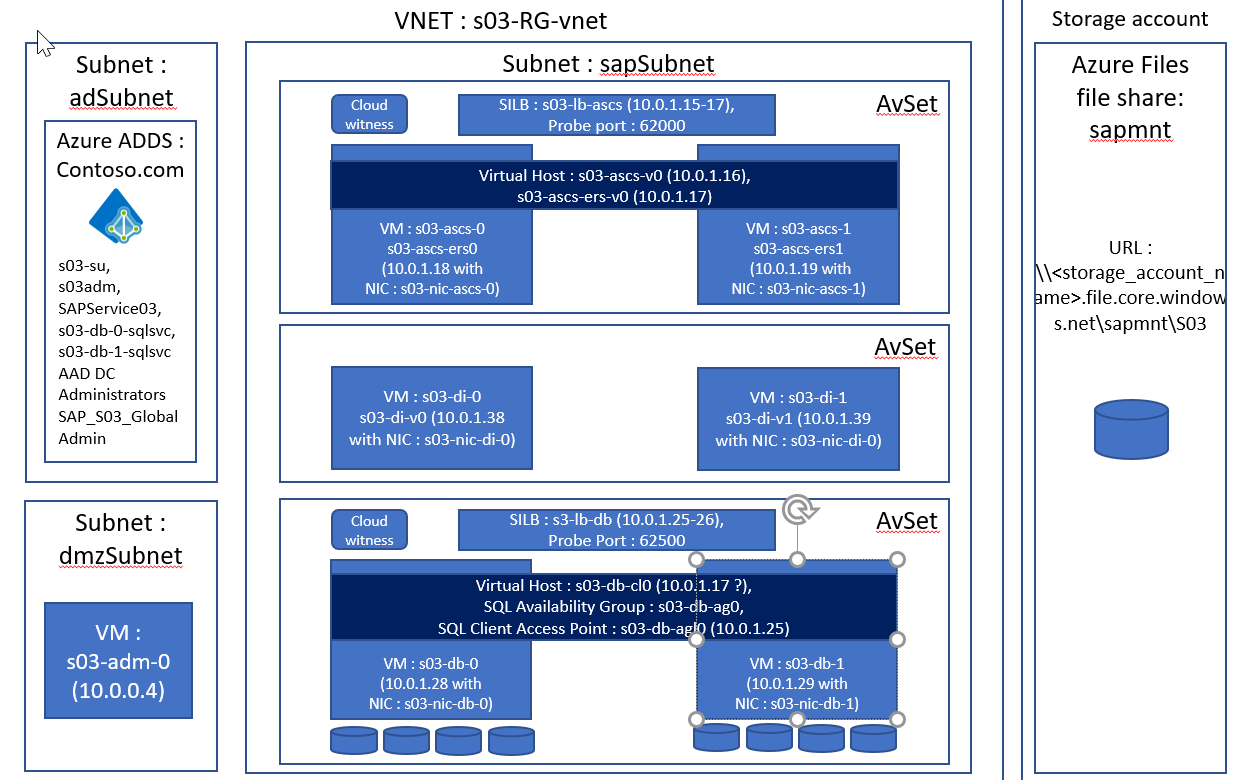 VNET : s03-RG-vnet
Storage account
Subnet :
adSubnet
Azure ADDS :
Contoso.com
s03-su,
s03adm,
SAPService03,
s03-db-0-sqlsvc,
s03-db-1-sqlsvc
AAD DC
Administrators
SAP_S03_Global
Admin
Subnet :
dmzSubnet
VM :
s03-adm-0
(10.0.0.4)
Subnet : sapSubnet
Cloud
witness
SILB : s03-lb-ascs (10.0.1.15-17),
Probe port : 62000
AvSet
Virtual Host : s03-ascs-v0 (10.0.1.16),
s03-ascs-ers-v0 (10.0.1.17)
VM : s03-ascs-0
s03-ascs-ers0
(10.0.1.18 with
NIC : s03-nic-ascs-0)
VM : s03-ascs-1
s03-ascs-ers1
(10.0.1.19 with
NIC : s03-nic-ascs-1)
AvSet
VM : s03-di-0
s03-di-v0 (10.0.1.38
with NIC : s03-nic-di-0)
VM : s03-di-1
s03-di-v1 (10.0.1.39
with NIC : s03-nic-di-0)
Cloud
witness
SILB : s3-lb-db (10.0.1.25-26),
Probe Port : 62500
AvSet
Virtual Host : s03-db-cl0 (10.0.1.17 ?),
SQL Availability Group : s03-db-ag0,
SQL Client Access Point : s03-db-agl0 (10.0.1.25)
VM : s03-db-0
(10.0.1.28 with
NIC : s03-nic-db-0)
VM : s03-db-1
(10.0.1.29 with
NIC : s03-nic-db-1)
Azure Files
file share:
sapmnt
URL :
\\<storage_account_n
ame>.file.core.window
s.net\sapmnt\S03